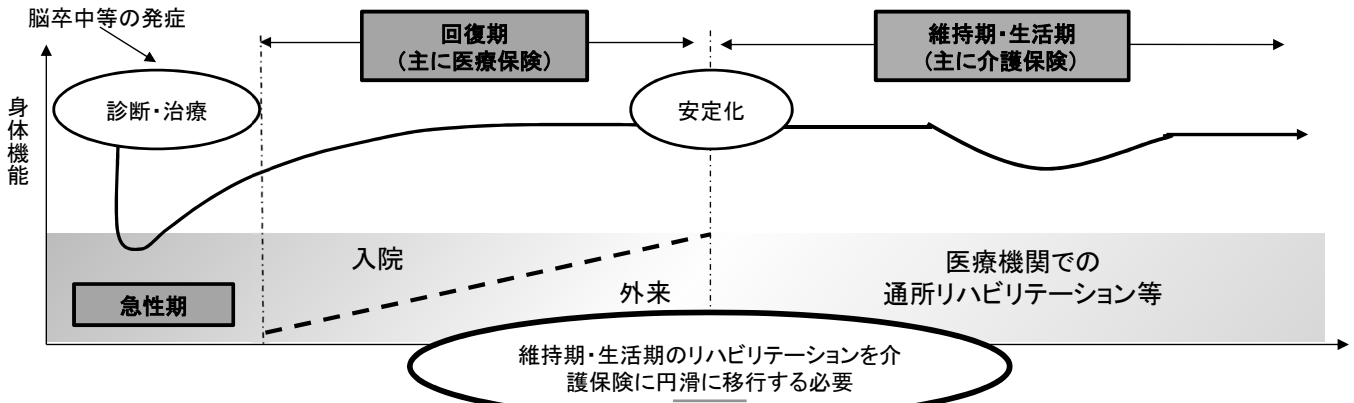 脳卒中等の発症
回復期
(主に医療保険)
維持期・生活期
(主に介護保険)
身体機能
診断・治療
安定化
入院
外来
医療機関での
通所リハビリテーション等
急性期
維持期・生活期のリハビリテーションを介
護保険に円滑に移行する必要